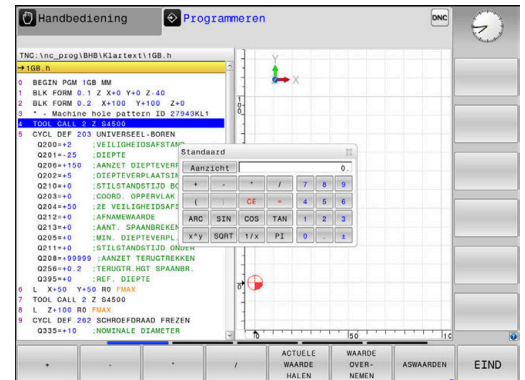 Handbediening
Programmeren
DNC
TNC:\nc_prog\BHB\Klartext\1GB.h
→1GB.h
0 BEGIN PGM 1GB MM
1 BLK FORM 0.1 Z X+0 Y+0 Z-40
2 BLK FORM 0.2 X+100 Y+100 Z+0
3 * - Machine hole pattern ID 27943KL1
4 TOOL CALL 2 Z S4500
5 CYCL DEF 203 UNIVERSEEL-BOREN
Q200=+2 ;VEILIGHEIDSAFSTAND
Q201=-25 ;DIEPTE
Q206=+150 ;AANZET DIEPTEVERP
Q202=+5 ;DIEPTEVERPLAATSIN
Q210=+0 ;STILSTANDSTIJD BO
Q203=+0 ;COORD. OPPERVLAK
Q204=+50 ;2E VEILIGHEIDSAFS
Q212=+0 ;AFNAMEWAARDE
Q213=+0 ;AANT. SPAANBREKEN
Q205=+0 ;MIN. DIEPTEVERPL.
Q211=+0 ;STILSTANDSTIJD ONDER
Q208=+99999 ;AANZET TERUGTREKKEN
Q256=+0.2 ;TERUGTR.HGT SPAANBR.
Q395=+0 ;REF. DIEPTE
6 L X+50 Y+50 R0 FMAX
7 TOOL CALL 2 Z S4500
8 L Z+100 R0 FMAX
9 CYCL DEF 262 SCHROEFDRAAD FREZEN
Q335=+10 ;NOMINALE DIAMETER
Y
X
Standaard
Aanzicht 0.
+ - * / 7 8 9
( ) CE = 4 5 6
ARC SIN COS TAN 1 2 3
x^y SQRT 1/x PI 0 . ±
0
50
+ - * / ACTUELE WAARDE HALEN WAARDE OVER- NEMEN ASWAARDEN EIND